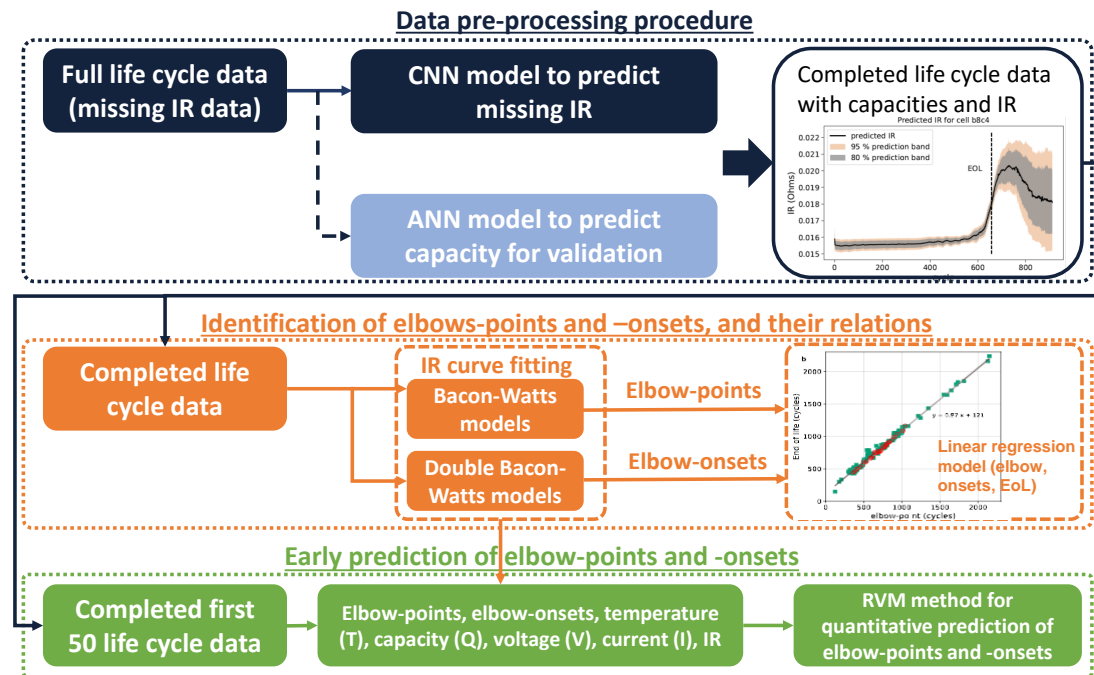 Data pre-processing procedure
Full life cycle data
(missing IR data)
CNN model to predict
missing IR
ANN model to predict
capacity for validation
Completed life cycle data
with capacities and IR
Predicted IR for cell b8c4
predicted IR
95 % prediction band
80 % prediction band
EOL
IR (Ohms)
0.022
0.021
0.020
0.019
0.018
0.017
0.016
0.015
0
200
400
600
800
Identification of elbows-points and –onsets, and their relations
Completed life
cycle data
IR curve fitting
Bacon-Watts
models
Double Bacon-
Watts models
Elbow-points
Elbow-onsets
b
End of life (cycles)
2000
1500
1000
500
0
y = 0.97 x + 121
0
500
1000
1500
2000
elbow-point (cycles)
Linear regression
model (elbow,
onsets, EoL)
Early prediction of elbow-points and -onsets
Completed first
50 life cycle data
Elbow-points, elbow-onsets, temperature
(T), capacity (Q), voltage (V), current (I), IR
RVM method for
quantitative prediction of
elbow-points and -onsets